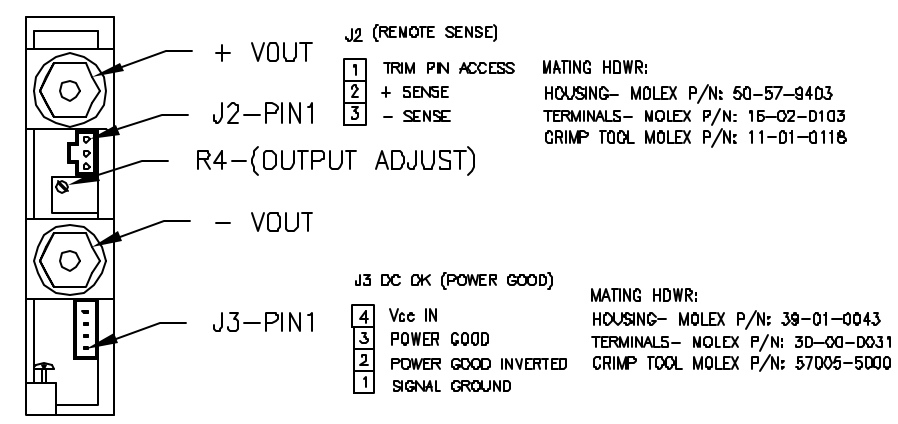 + VOUT
J2-PIN1
R4-(OUTPUT ADJUST)
- VOUT
J3-PIN1
J2 (REMOTE SENSE)
1 TRIM PIN ACCESS
2 + SENSE
3 - SENSE
MATING HDWR:
HOUSING- MOLEX P/N: 50-57-9403
TERMINALS- MOLEX P/N: 16-02-0103
CRIMP TOOL MOLEX P/N: 11-01-0118
J3 DC OK (POWER GOOD)
4 Vcc IN
3 POWER GOOD
2 POWER GOOD INVERTED
1 SIGNAL GROUND
MATING HDWR:
HOUSING- MOLEX P/N: 39-01-0043
TERMINALS- MOLEX P/N: 30-00-0031
CRIMP TOOL MOLEX P/N: 57005-5000